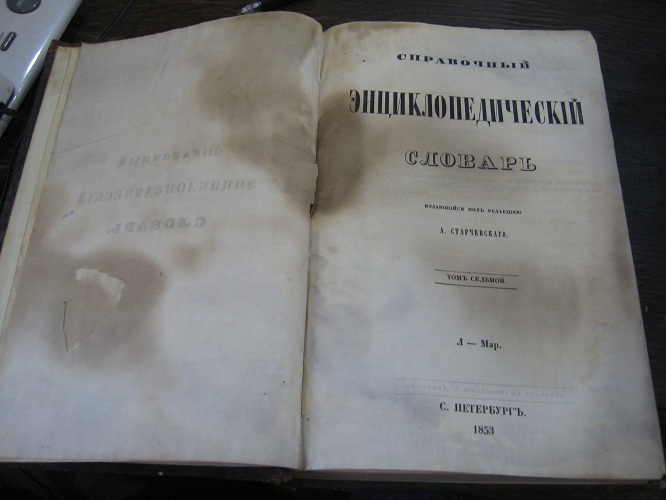 СПРАВОЧНЫЙ
ЭНЦИКЛОПЕДИЧЕСКІЙ
СЛОВАРЬ
ИЗДАЮЩІЙСЯ ПОДЪ РЕДАКЦІЕЮ
А. СТАРЧЕВСКАГО.
ТОМЪ СЕДЬМОЙ.
Л — Мар.
С. ПЕТЕРБУРГЪ.
1853